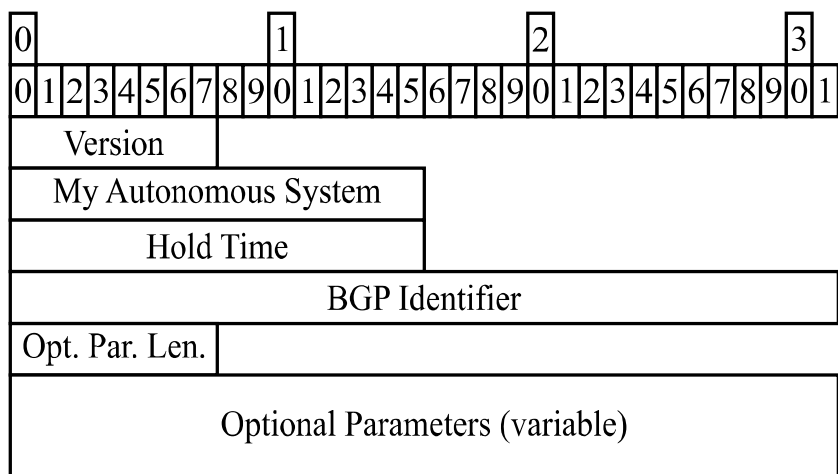 0 1 2 3
0 1 2 3 4 5 6 7 8 9 0 1 2 3 4 5 6 7 8 9 0 1 2 3 4 5 6 7 8 9 0 1
Version
My Autonomous System
Hold Time
BGP Identifier
Opt. Par. Len.
Optional Parameters (variable)